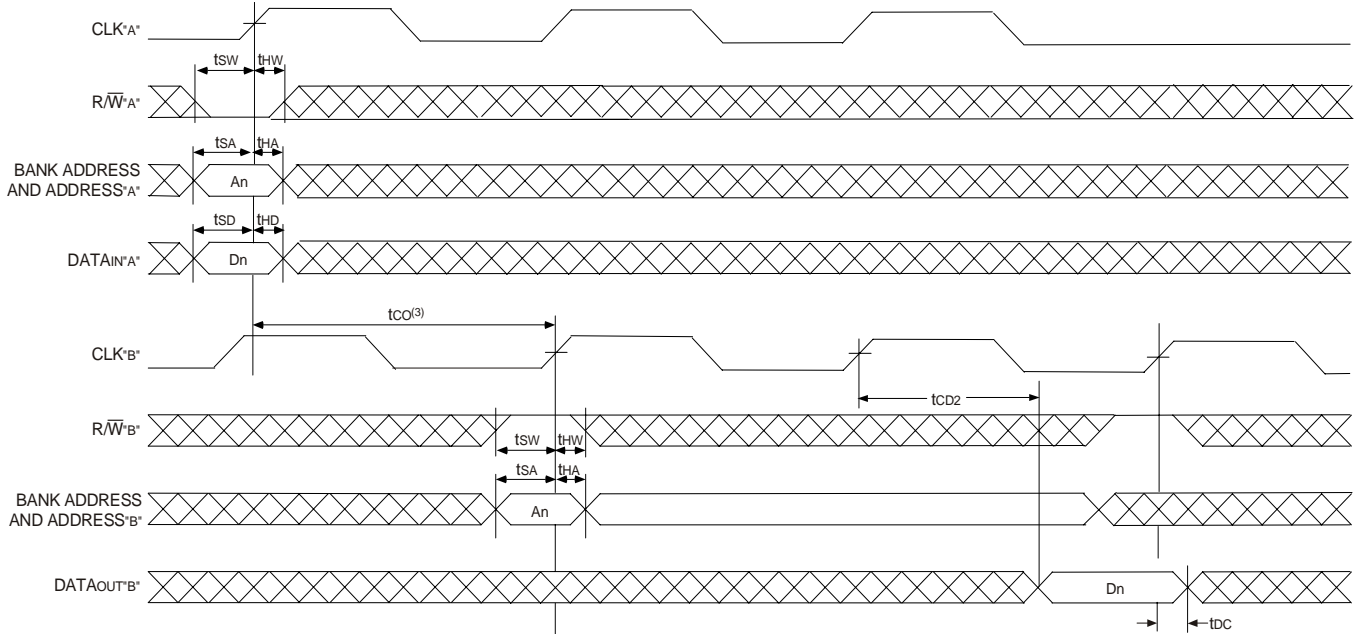 CLK"A"
tSW tHW
R/W̅"A"
tSA tHA
BANK ADDRESS
AND ADDRESS"A"
An
tSD tHD
DATAIN"A"
Dn
tCO(3)
CLK"B"
tCD2
R/W̅"B"
tSW tHW
tSA tHA
BANK ADDRESS
AND ADDRESS"B"
An
DATAOUT"B"
Dn
tDC